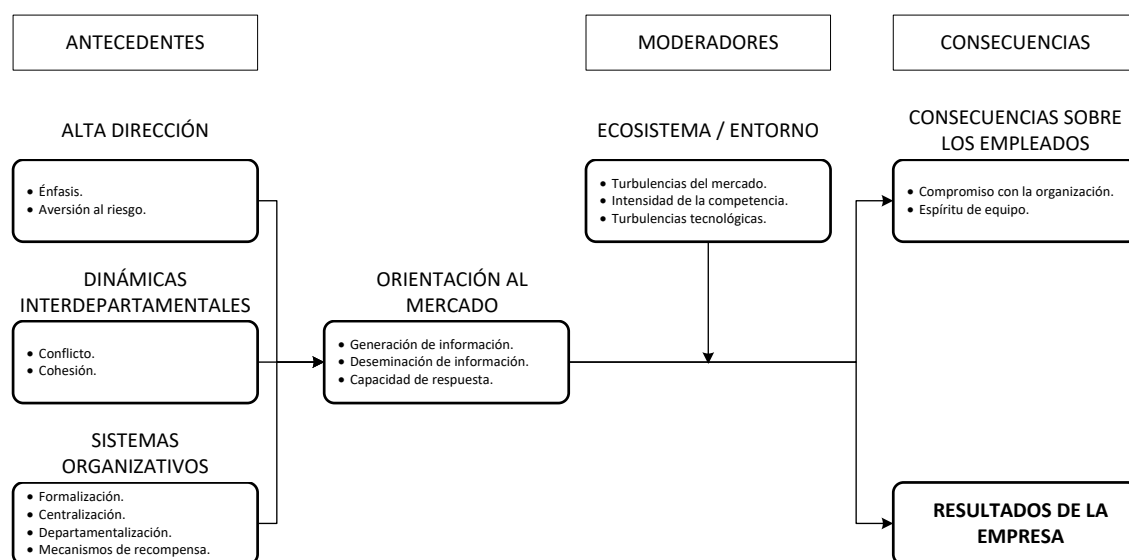 ANTECEDENTES
MODERADORES
CONSECUENCIAS
ALTA DIRECCIÓN
• Énfasis.
• Aversión al riesgo.
DINÁMICAS
INTERDEPARTAMENTALES
• Conflicto.
• Cohesión.
SISTEMAS
ORGANIZATIVOS
• Formalización.
• Centralización.
• Departamentalización.
• Mecanismos de recompensa.
ORIENTACIÓN AL
MERCADO
• Generación de información.
• Deseminación de información.
• Capacidad de respuesta.
ECOSISTEMA / ENTORNO
• Turbulencias del mercado.
• Intensidad de la competencia.
• Turbulencias tecnológicas.
CONSECUENCIAS SOBRE
LOS EMPLEADOS
• Compromiso con la organización.
• Espíritu de equipo.
RESULTADOS DE LA
EMPRESA